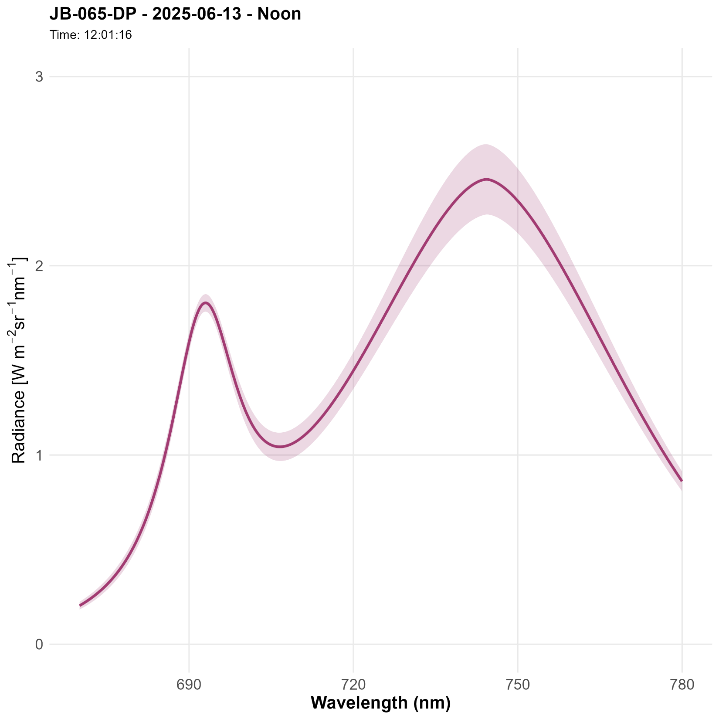 JB-065-DP - 2025-06-13 - Noon
Time: 12:01:16
3
2
1
0
Radiance [W m⁻²sr⁻¹nm⁻¹]
690 720 750 780
Wavelength (nm)